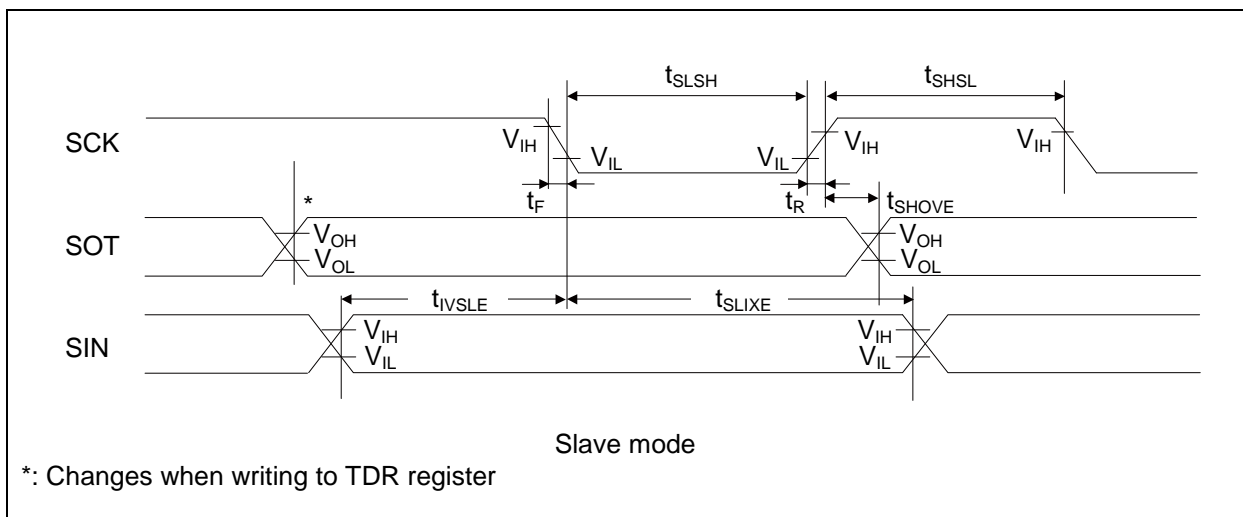 tSLSH
tSHSL
SCK
VIH
VIL
VIL
VIH
VIH
tF
tR
tSHOVE
*
SOT
VOH
VOL
VOH
VOL
tIVSLE
tSLIXE
SIN
VIH
VIL
VIH
VIL
Slave mode
*: Changes when writing to TDR register